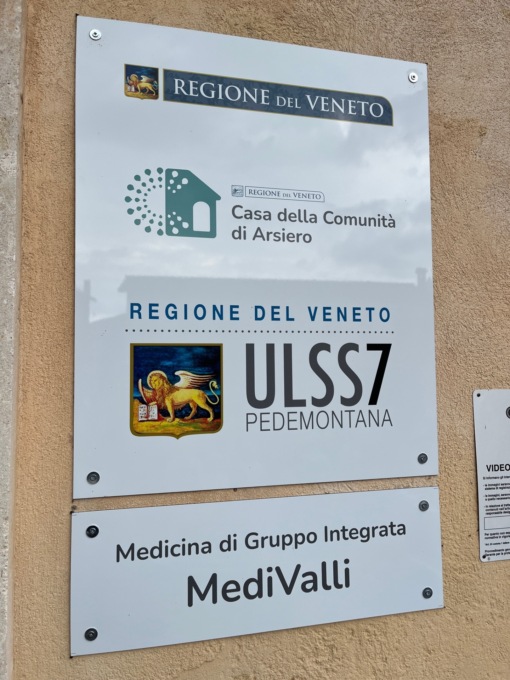 REGIONE DEL VENETO
REGIONE DEL VENETO
Casa della Comunità
di Arsiero
REGIONE DEL VENETO
ULSS7
PEDEMONTANA
Medicina di Gruppo Integrata
MediValli
VIDEO